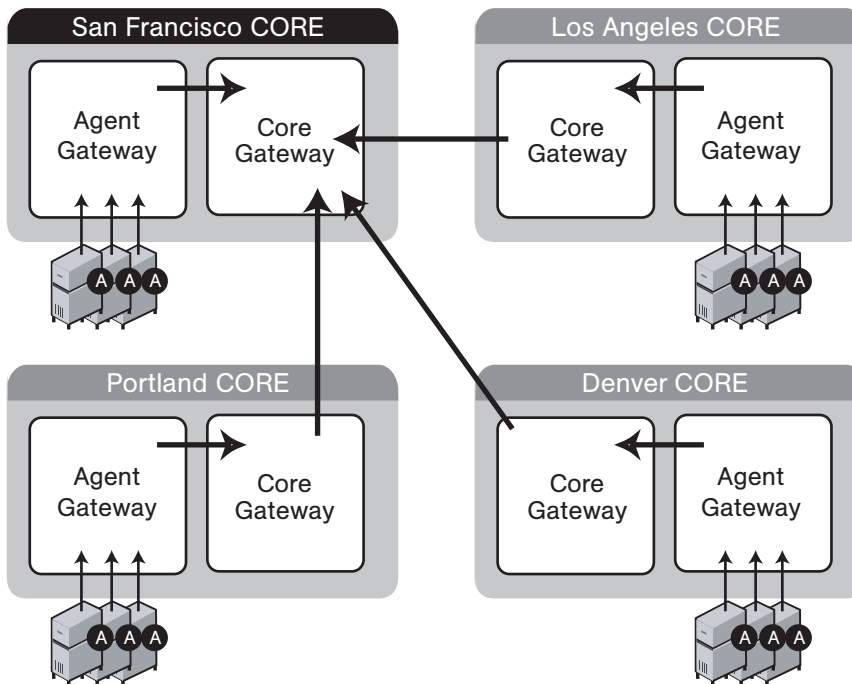 San Francisco CORE
Agent
Gateway
Core
Gateway
A A A
Los Angeles CORE
Core
Gateway
Agent
Gateway
A A A
Portland CORE
Agent
Gateway
Core
Gateway
A A A
Denver CORE
Core
Gateway
Agent
Gateway
A A A